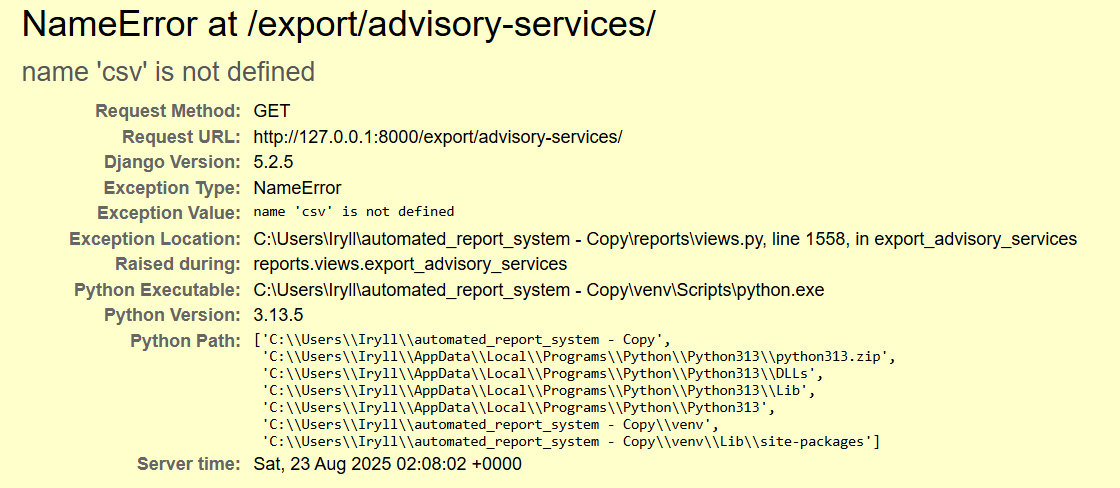 NameError at /export/advisory-services/
name 'csv' is not defined
Request Method: GET
Request URL: http://127.0.0.1:8000/export/advisory-services/
Django Version: 5.2.5
Exception Type: NameError
Exception Value: name 'csv' is not defined
Exception Location: C:\Users\Iryll\automated_report_system - Copy\reports\views.py, line 1558, in export_advisory_services
Raised during: reports.views.export_advisory_services
Python Executable: C:\Users\Iryll\automated_report_system - Copy\venv\Scripts\python.exe
Python Version: 3.13.5
Python Path: ['C:\\Users\\Iryll\\automated_report_system - Copy',
'C:\\Users\\Iryll\\AppData\\Local\\Programs\\Python\\Python313\\python313.zip',
'C:\\Users\\Iryll\\AppData\\Local\\Programs\\Python\\Python313\\DLLs',
'C:\\Users\\Iryll\\AppData\\Local\\Programs\\Python\\Python313\\Lib',
'C:\\Users\\Iryll\\AppData\\Local\\Programs\\Python\\Python313',
'C:\\Users\\Iryll\\automated_report_system - Copy\\venv',
'C:\\Users\\Iryll\\automated_report_system - Copy\\venv\\Lib\\site-packages']
Server time: Sat, 23 Aug 2025 02:08:02 +0000